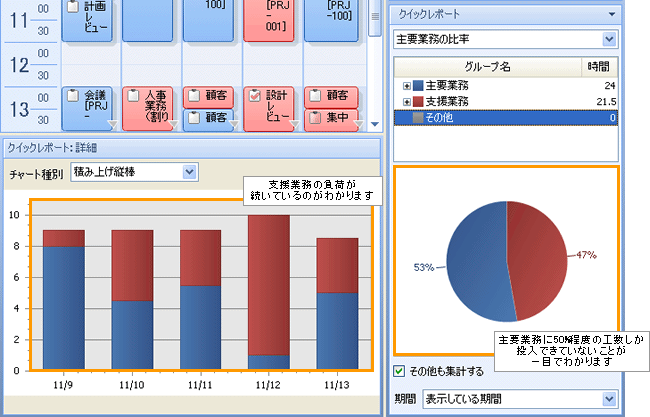 11 00
30
計画
レ
ビュー
100]
[PRJ
-
001]
[PRJ
-100]
12 00
30
13 00
30
会議
[PRJ
-
人事
業務
(割り
顧客
顧客
設計
レ
ビュー
顧客
集中
クイックレポート:詳細
チャート種別 積み上げ縦棒
支援業務の負荷が
続いているのがわかります
10
8
6
4
2
0
11/9 11/10 11/11 11/12 11/13
クイックレポート
主要業務の比率
グループ名 時間
主要業務 24
支援業務 21.5
その他 0
53%
47%
主要業務に50%程度の工数しか
投入できていないことが
一目でわかります
その他も集計する
期間 表示している期間